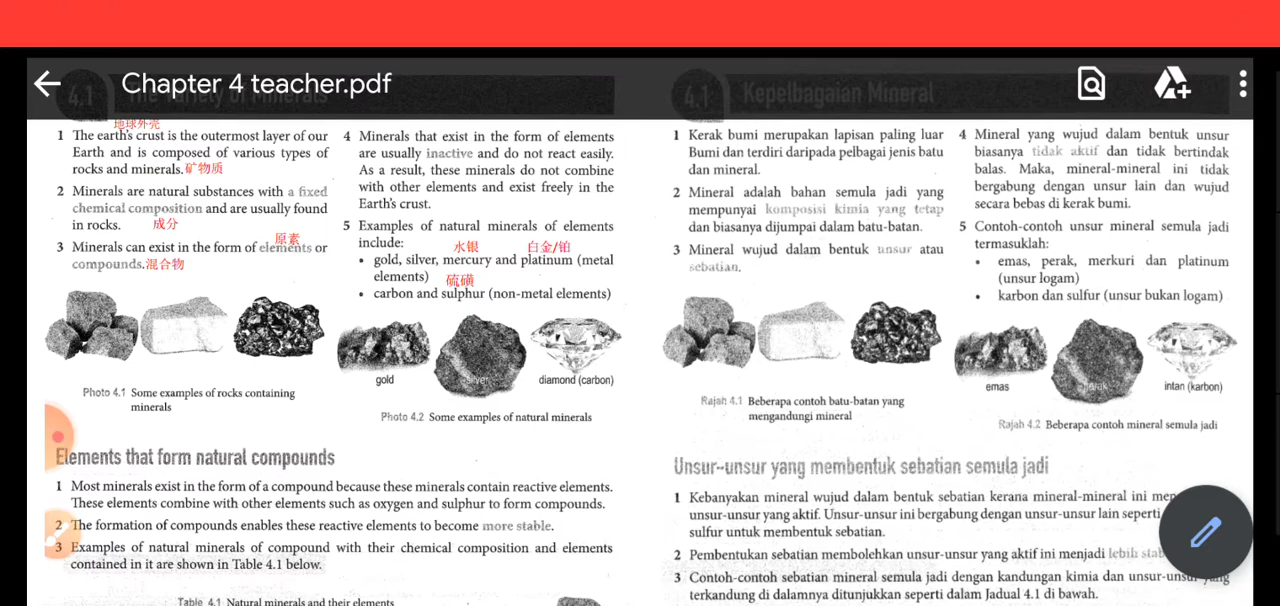 Chapter 4 teacher.pdf
4.1 The Variety of Minerals
地球外壳
1 The earth's crust is the outermost layer of our
Earth and is composed of various types of
rocks and minerals. 矿物质
2 Minerals are natural substances with a fixed
chemical composition and are usually found
in rocks. 成分
原素
3 Minerals can exist in the form of elements or
compounds. 混合物
Photo 4.1 Some examples of rocks containing
minerals
4 Minerals that exist in the form of elements
are usually inactive and do not react easily.
As a result, these minerals do not combine
with other elements and exist freely in the
Earth's crust.
5 Examples of natural minerals of elements
include: 水银 白金/铂
• gold, silver, mercury and platinum (metal
elements) 硫磺
• carbon and sulphur (non-metal elements)
gold silver diamond (carbon)
Photo 4.2 Some examples of natural minerals
Elements that form natural compounds
1 Most minerals exist in the form of a compound because these minerals contain reactive elements.
These elements combine with other elements such as oxygen and sulphur to form compounds.
2 The formation of compounds enables these reactive elements to become more stable.
3 Examples of natural minerals of compound with their chemical composition and elements
contained in it are shown in Table 4.1 below.
Table 4.1 Natural minerals and their elements
4.1 Kepelbagaian Mineral
1 Kerak bumi merupakan lapisan paling luar
Bumi dan terdiri daripada pelbagai jenis batu
dan mineral.
2 Mineral adalah bahan semula jadi yang
mempunyai komposisi kimia yang tetap
dan biasanya dijumpai dalam batu-batan.
3 Mineral wujud dalam bentuk unsur atau
sebatian.
Rajah 4.1 Beberapa contoh batu-batan yang
mengandungi mineral
4 Mineral yang wujud dalam bentuk unsur
biasanya tidak aktif dan tidak bertindak
balas. Maka, mineral-mineral ini tidak
bergabung dengan unsur lain dan wujud
secara bebas di kerak bumi.
5 Contoh-contoh unsur mineral semula jadi
termasuklah:
• emas, perak, merkuri dan platinum
(unsur logam)
• karbon dan sulfur (unsur bukan logam)
emas perak intan (karbon)
Rajah 4.2 Beberapa contoh mineral semula jadi
Unsur-unsur yang membentuk sebatian semula jadi
1 Kebanyakan mineral wujud dalam bentuk sebatian kerana mineral-mineral ini
unsur-unsur yang aktif. Unsur-unsur ini bergabung dengan unsur-unsur lain seperti
sulfur untuk membentuk sebatian.
2 Pembentukan sebatian membolehkan unsur-unsur yang aktif ini menjadi lebih
3 Contoh-contoh sebatian mineral semula jadi dengan kandungan kimia dan unsur-unsur yang
terkandung di dalamnya ditunjukkan seperti dalam Jadual 4.1 di bawah.